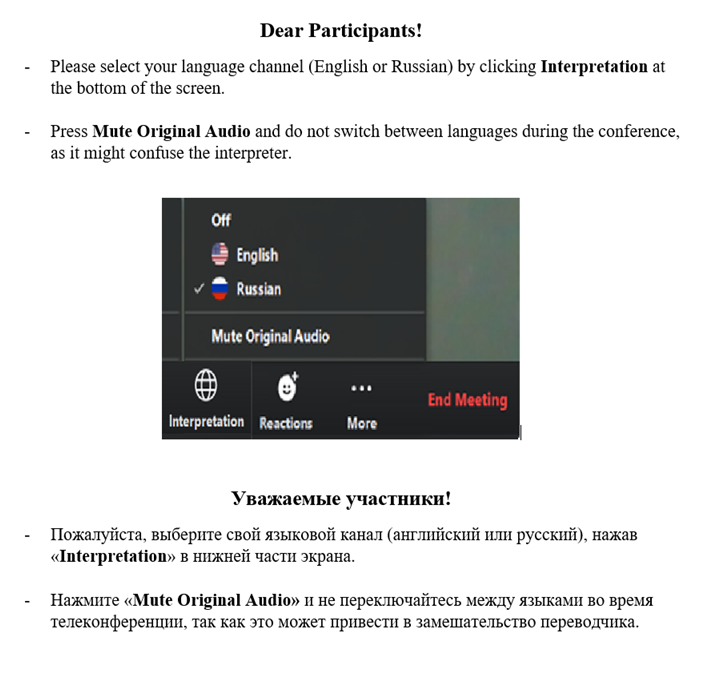 Dear Participants!
- Please select your language channel (English or Russian) by clicking Interpretation at
the bottom of the screen.
- Press Mute Original Audio and do not switch between languages during the conference,
as it might confuse the interpreter.
Off
English
Russian
Mute Original Audio
Interpretation Reactions More End Meeting
Уважаемые участники!
- Пожалуйста, выберите свой языковой канал (английский или русский), нажав
«Interpretation» в нижней части экрана.
- Нажмите «Mute Original Audio» и не переключайтесь между языками во время
телеконференции, так как это может привести в замешательство переводчика.